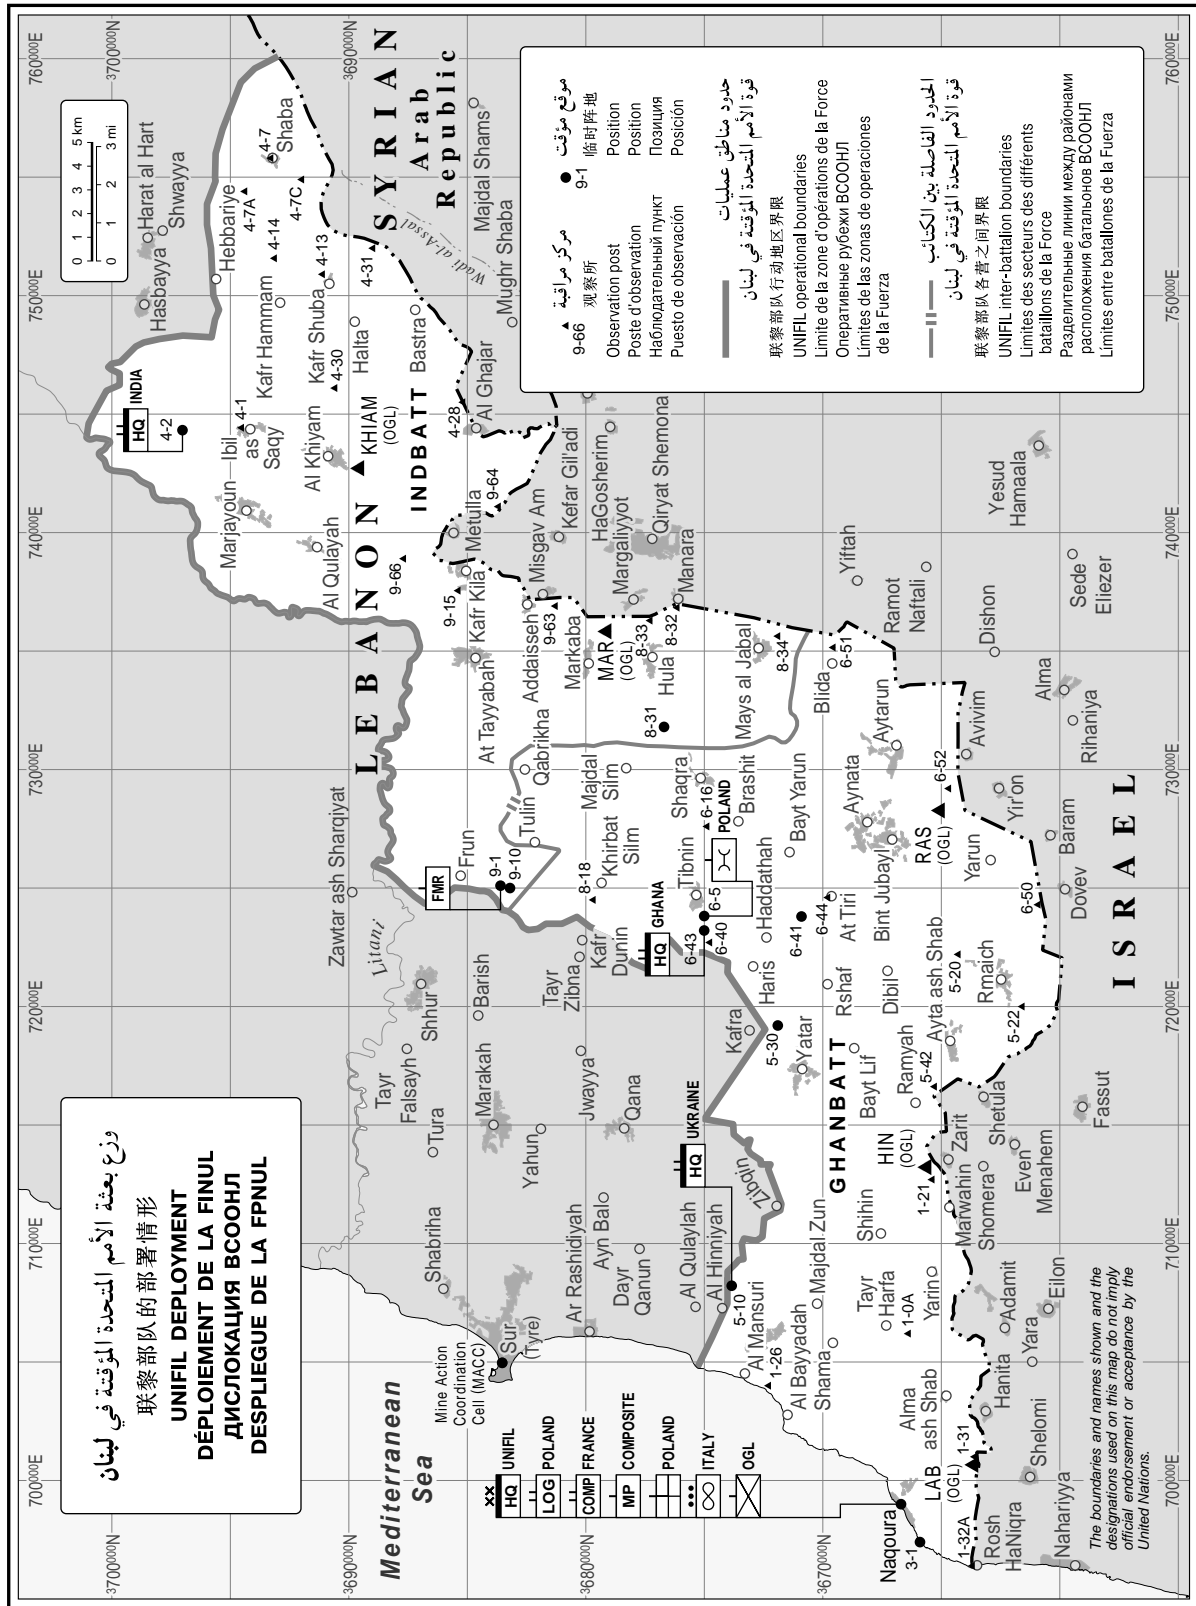 وزع بعثة الأمم المتحدة المؤقتة في لبنان
联黎部队的部署情形
UNIFIL DEPLOYMENT
DÉPLOIEMENT DE LA FINUL
ДИСЛОКАЦИЯ ВСООНЛ
DESPLIEGUE DE LA FPNUL
0 1 2 3 4 5 km
0 1 2 3 mi
700000E
710000E
720000E
730000E
740000E
750000E
760000E
3700000N
3690000N
3680000N
3670000N
LEBANON
SYRIAN
Arab
Republic
ISRAEL
Mediterranean
Sea
INDBATT
GHANBATT
Litani
Wadi al-Assal
Hasbayya
Harat al Hart
Shwayya
Hebbariye
4-7A
4-7
Shaba
4-7C
4-14
Kafr Hammam
4-13
Kafr Shuba
4-31
4-30
Halta
Bastra
Majdal Shams
Mughr Shaba
INDIA
HQ
4-2
4-1
Ibil
as
Saqy
Al Khiyam
KHIAM
(OGL)
Marjayoun
Al Qulayah
4-28
Al Ghajar
9-64
9-66
Metulla
9-15
Kafr Kila
Misgav Am
Kefar Gil'adi
HaGosherim
Margaliyyot
Qiryat Shemona
Manara
Addaisseh
9-63
Markaba
MAR
(OGL)
8-33
8-32
Hula
8-31
Mays al Jabal
8-34
At Tayyabah
Qabrikha
Tulin
Majdal
Silm
Khirbat
Silm
8-18
Frun
FMR
9-1
9-10
Zawtar ash Sharqiyat
Yiftah
Ramot
Naftali
Yesud
Hamaala
Sede
Eliezer
Dishon
Alma
Rihaniya
Blida
6-51
Aytarun
Avivim
6-52
Yir'on
Baram
Dovev
Shaqra
6-16
POLAND
Brashit
Tibnin
6-5
GHANA
HQ
6-43
6-40
Haddathah
Bayt Yarun
Aynata
Bint Jubayl
RAS
(OGL)
Yarun
6-50
6-41
6-44
At Tiri
Haris
Kafr
Dunin
Tayr
Zibna
Barish
Shhur
Tayr
Falsayh
Tura
Marakah
Yahun
Jwayya
Qana
Kafra
5-30
Yatar
Rshaf
Dibil
Ayta ash Shab
5-20
Rmaich
5-22
Bayt Lif
Ramyah
5-42
HIN
(OGL)
1-21
Zarit
Shetula
Fassut
Marwahin
Shomera
Even
Menahem
UKRAINE
HQ
Zibqin
Shabriha
Sur
(Tyre)
Mine Action
Coordination
Cell (MACC)
Ar Rashidiyah
Ayn Balo
Dayr
Qanun
Al Qulaylah
Al Hinniyah
5-10
Al Mansuri
1-26
Majdal Zun
Al Bayyadah
Shama
Shihin
Tayr
Harfa
1-0A
Yarin
Adamit
Eilon
Yara
Hanita
Alma
ash Shab
1-31
LAB
(OGL)
Shelomi
Naqoura
3-1
1-32A
Rosh
HaNiqra
Nahariyya
xx
HQ UNIFIL
LOG POLAND
COMP FRANCE
MP COMPOSITE
POLAND
ITALY
OGL
9-66
مركز مراقبة
观察所
Observation post
Poste d'observation
Наблюдательный пункт
Puesto de observación
9-1
موقع مؤقت
临时阵地
Position
Position
Позиция
Posición
حدود مناطق عمليات
قوة الأمم المتحدة المؤقتة في لبنان
联黎部队行动地区界限
UNIFIL operational boundaries
Limite de la zone d'opérations de la Force
Оперативные рубежи ВСООНЛ
Límites de las zonas de operaciones
de la Fuerza
الحدود الفاصلة بين الكتائب
قوة الأمم المتحدة المؤقتة في لبنان
联黎部队各营之间界限
UNIFIL inter-battalion boundaries
Limites des secteurs des différents
bataillons de la Force
Разделительные линии между районами
расположения батальонов ВСООНЛ
Límites entre batallones de la Fuerza
The boundaries and names shown and the
designations used on this map do not imply
official endorsement or acceptance by the
United Nations.